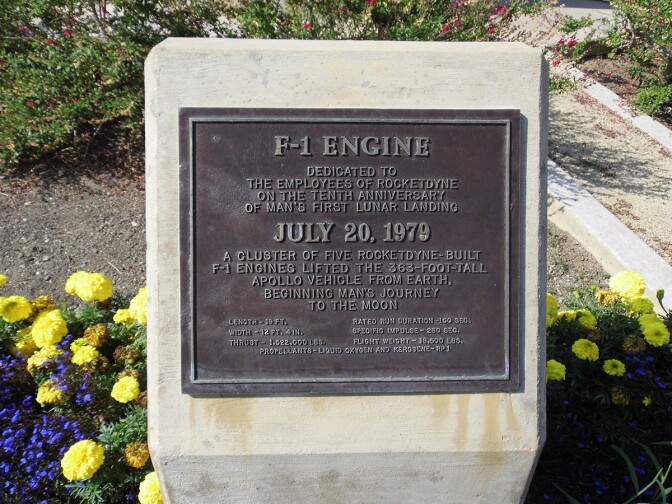 F-1 ENGINE
DEDICATED TO
THE EMPLOYEES OF ROCKETDYNE
ON THE TENTH ANNIVERSARY
OF MAN'S FIRST LUNAR LANDING
JULY 20, 1979
A CLUSTER OF FIVE ROCKETDYNE-BUILT
F-1 ENGINES LIFTED THE 363-FOOT-TALL
APOLLO VEHICLE FROM EARTH,
BEGINNING MAN'S JOURNEY
TO THE MOON
LENGTH - 19 FT. RATED RUN DURATION - 150 SEC.
WIDTH - 12 FT. 4 IN. SPECIFIC IMPULSE - 260 SEC.
THRUST - 1,522,000 LBS. FLIGHT WEIGHT - 18,500 LBS.
PROPELLANTS - LIQUID OXYGEN AND KEROSENE - RP1